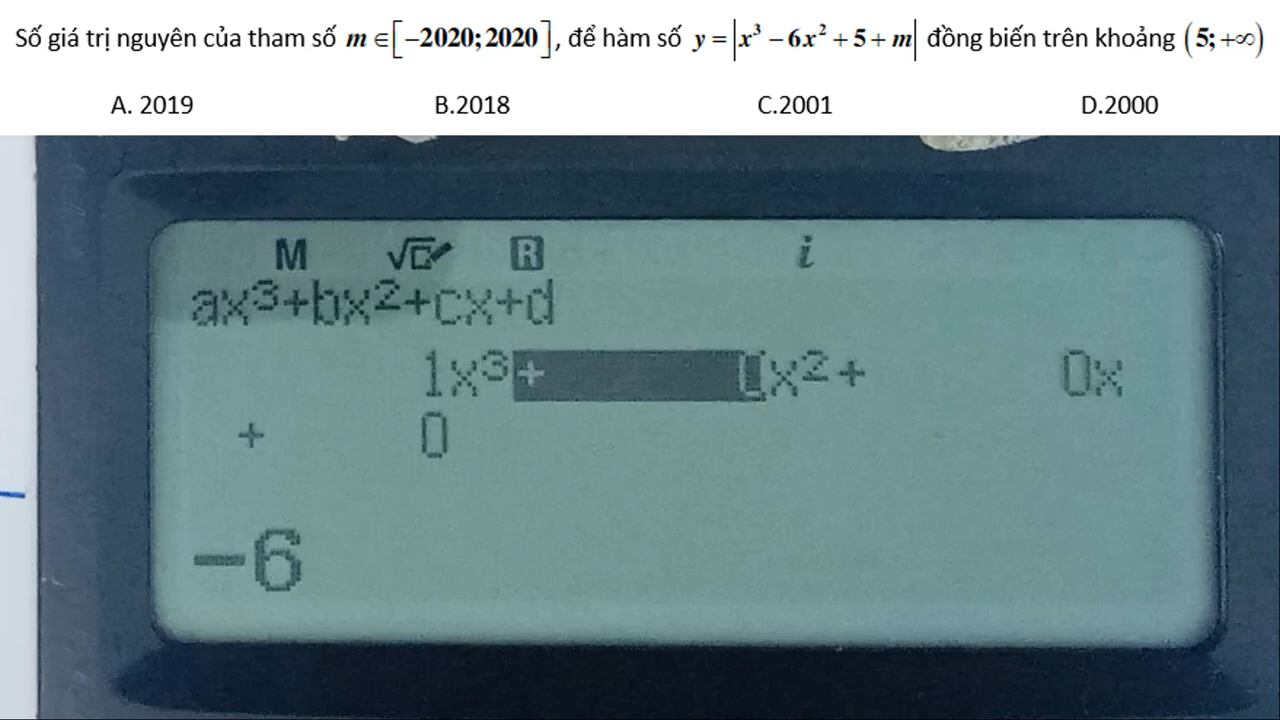 Số giá trị nguyên của tham số m ∈ [−2020; 2020], để hàm số y = |x³ − 6x² + 5 + m| đồng biến trên khoảng (5; +∞)
A. 2019 B.2018 C.2001 D.2000
M √□ R i
ax³+bx²+cx+d
1x³+ 0x²+ 0x
+ 0
−6